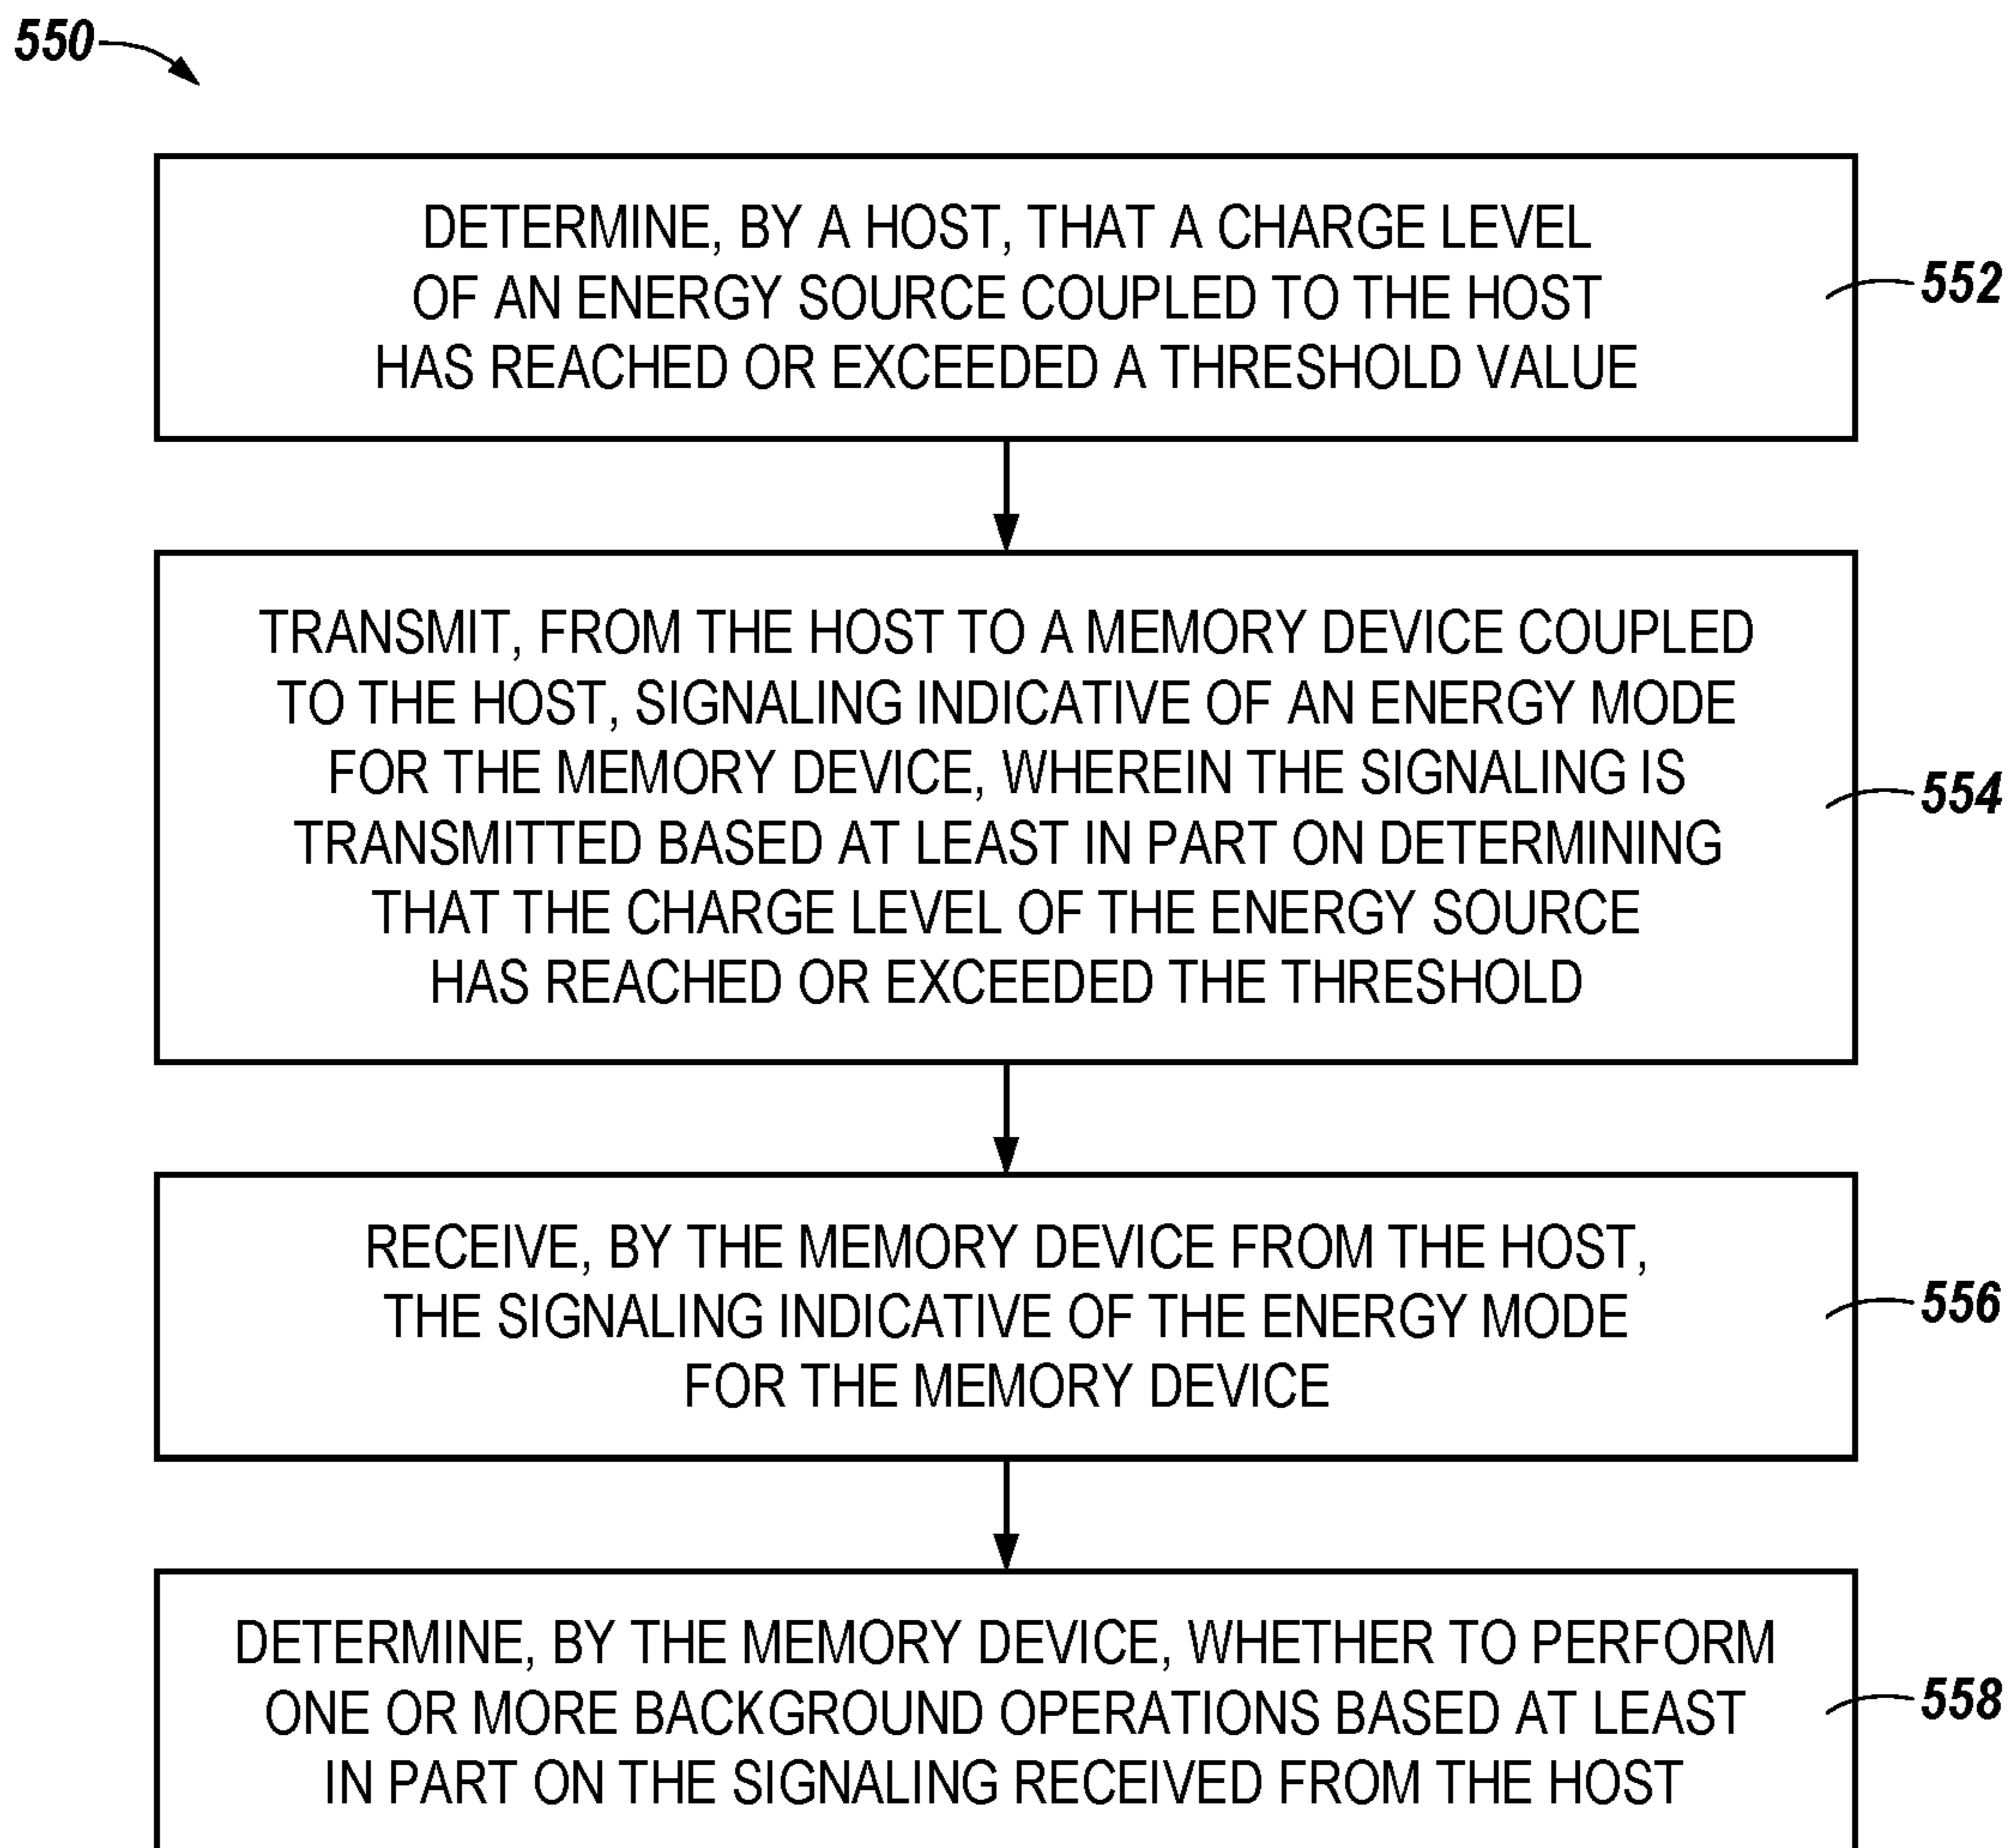 550
DETERMINE, BY A HOST, THAT A CHARGE LEVEL
OF AN ENERGY SOURCE COUPLED TO THE HOST
HAS REACHED OR EXCEEDED A THRESHOLD VALUE
552
TRANSMIT, FROM THE HOST TO A MEMORY DEVICE COUPLED
TO THE HOST, SIGNALING INDICATIVE OF AN ENERGY MODE
FOR THE MEMORY DEVICE, WHEREIN THE SIGNALING IS
TRANSMITTED BASED AT LEAST IN PART ON DETERMINING
THAT THE CHARGE LEVEL OF THE ENERGY SOURCE
HAS REACHED OR EXCEEDED THE THRESHOLD
554
RECEIVE, BY THE MEMORY DEVICE FROM THE HOST,
THE SIGNALING INDICATIVE OF THE ENERGY MODE
FOR THE MEMORY DEVICE
556
DETERMINE, BY THE MEMORY DEVICE, WHETHER TO PERFORM
ONE OR MORE BACKGROUND OPERATIONS BASED AT LEAST
IN PART ON THE SIGNALING RECEIVED FROM THE HOST
558